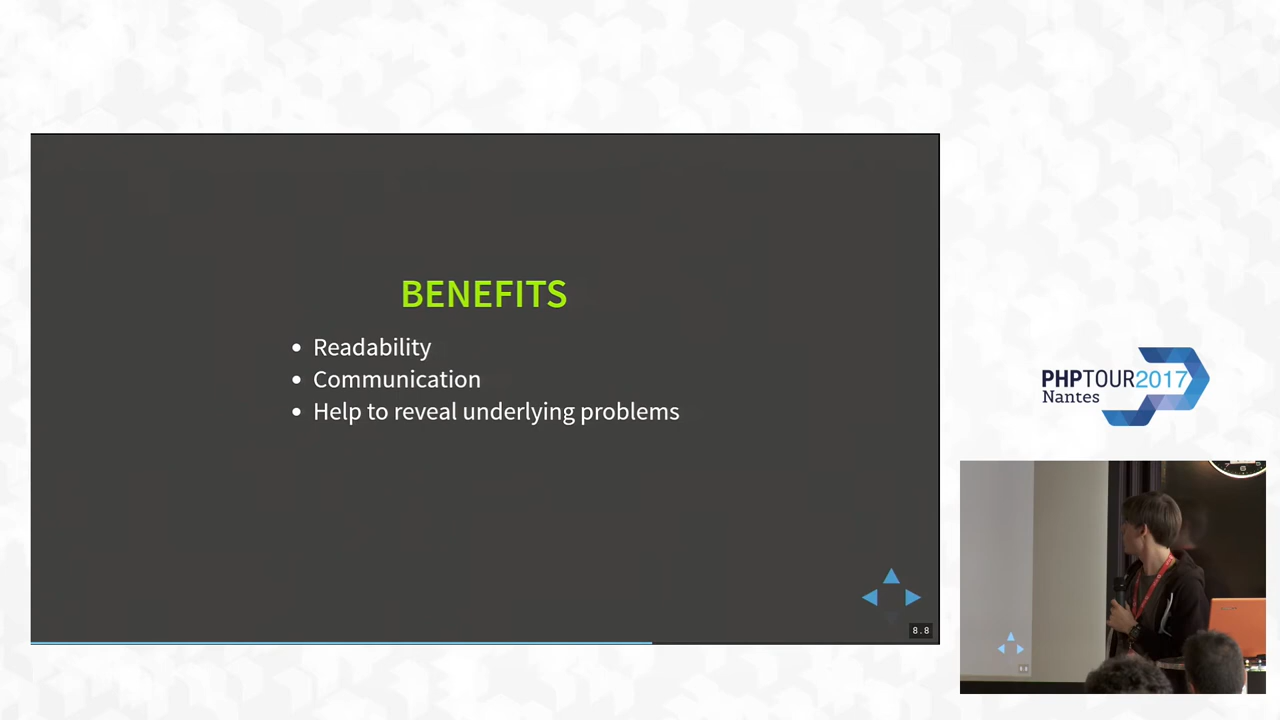 BENEFITS
Readability
Communication
Help to reveal underlying problems
8.8
PHPTOUR2017
Nantes